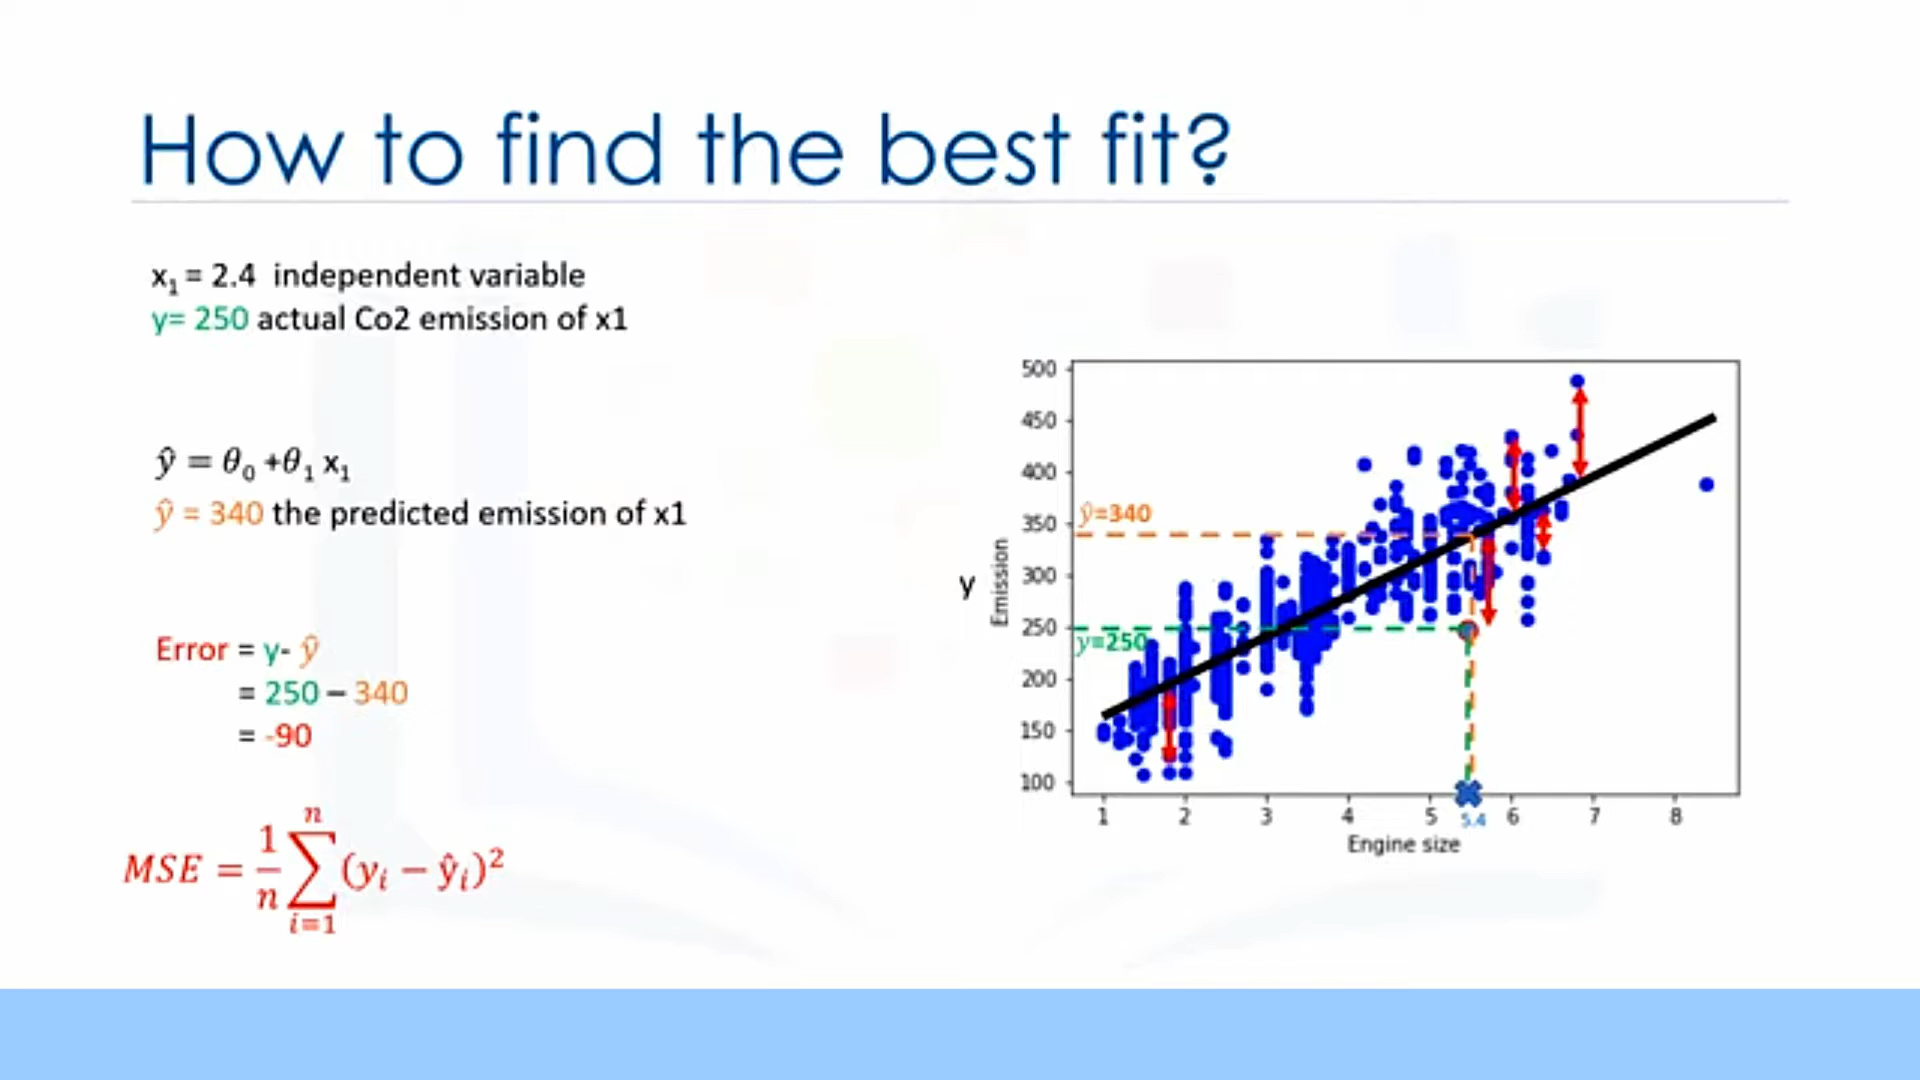 How to find the best fit?
x₁ = 2.4 independent variable
y= 250 actual Co2 emission of x1
ŷ = θ₀ +θ₁ x₁
ŷ = 340 the predicted emission of x1
Error = y- ŷ
= 250 – 340
= -90
MSE = 1/n ∑ i=1 n (yᵢ − ŷᵢ)²
500
450
400
350
300
250
200
150
100
ŷ=340
y=250
y
Emission
1 2 3 4 5 5.4 6 7 8
Engine size